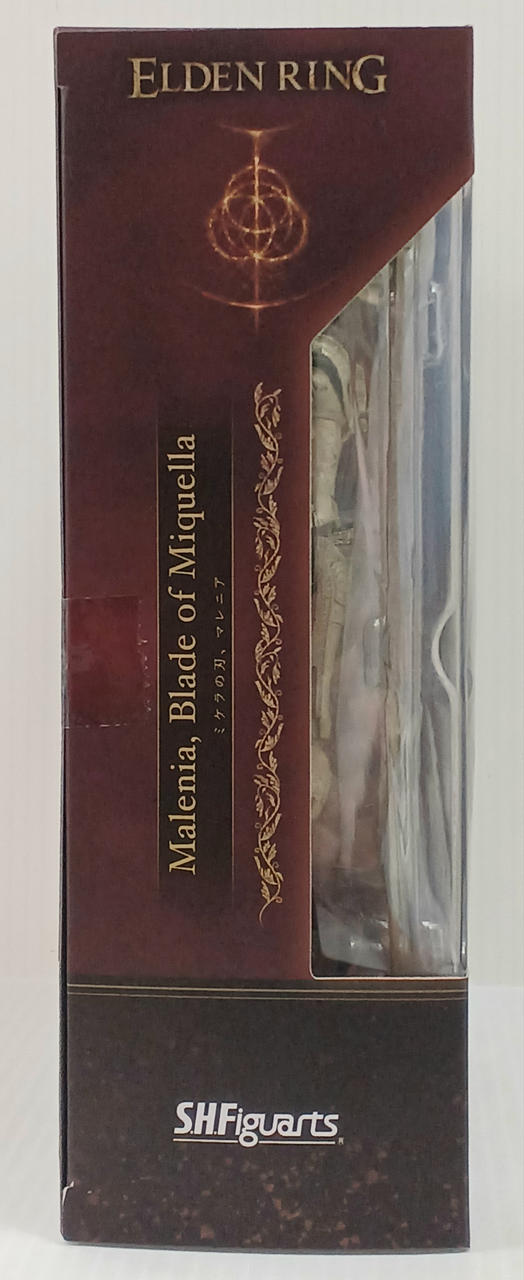 ELDEN RING
Malenia, Blade of Miquella
ミケラの刃、マレニア
S.H.Figuarts